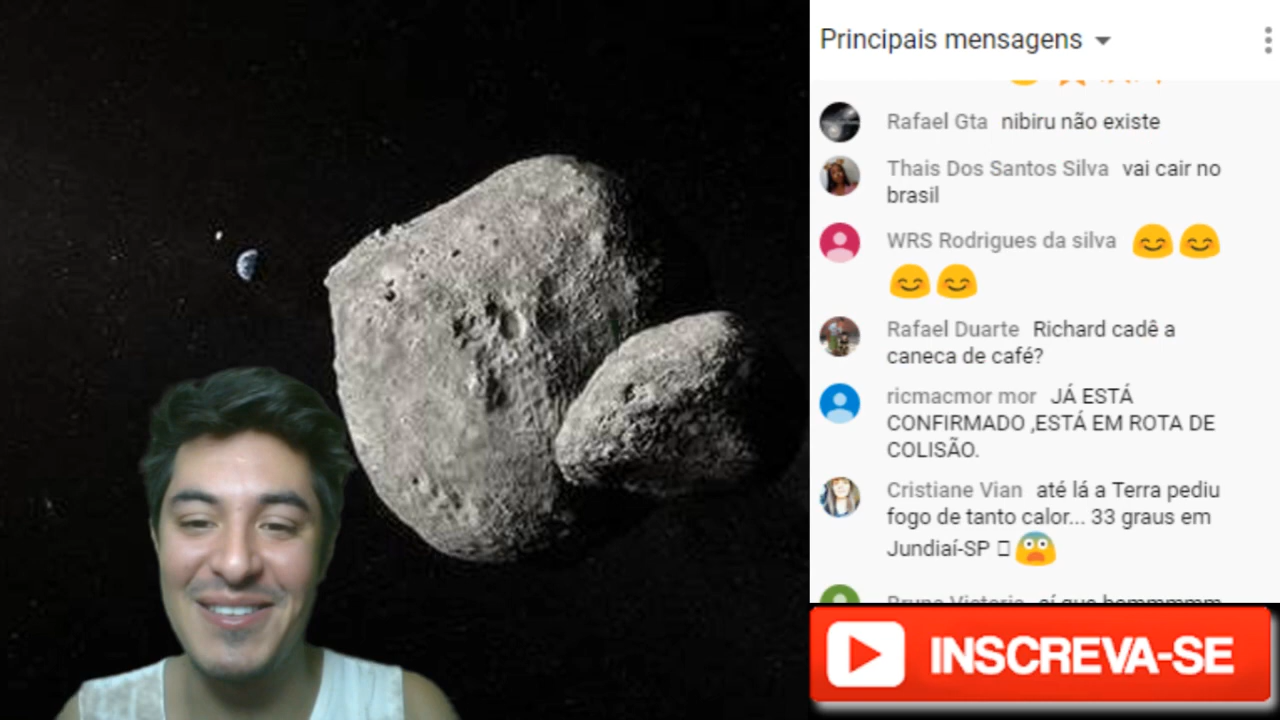 Principais mensagens
Rafael Gta nibiru não existe
Thais Dos Santos Silva vai cair no
brasil
WRS Rodrigues da silva 😊😊
😊😊
Rafael Duarte Richard cadê a
caneca de café?
ricmacmor mor JÁ ESTÁ
CONFIRMADO ,ESTÁ EM ROTA DE
COLISÃO.
Cristiane Vian até lá a Terra pediu
fogo de tanto calor... 33 graus em
Jundiaí-SP 😨
INSCREVA-SE